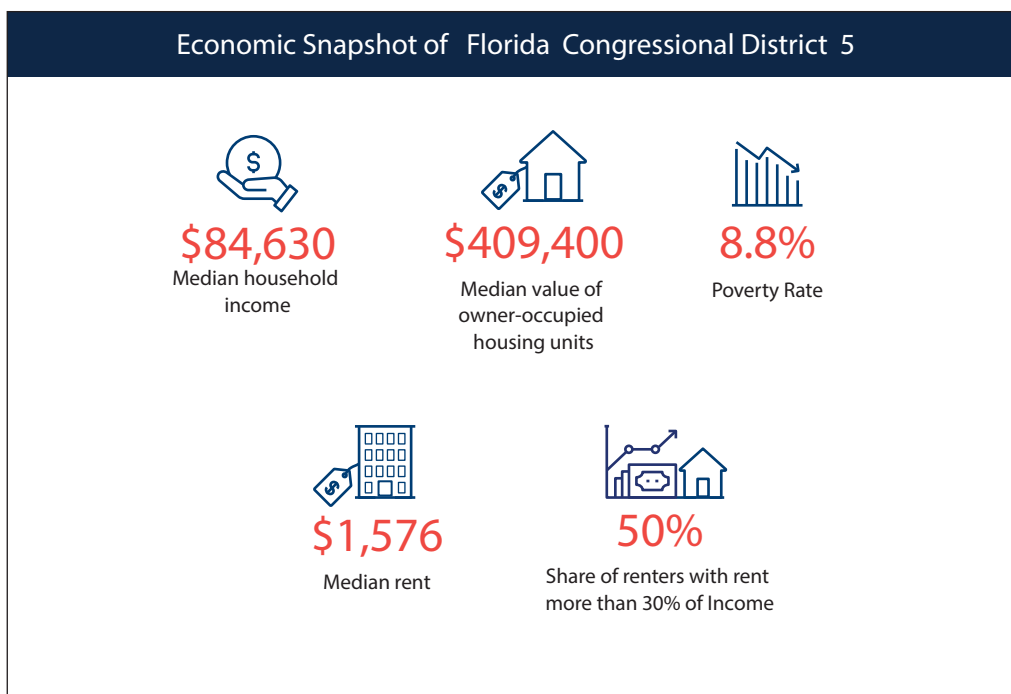 Economic Snapshot of Florida Congressional District 5
$
$
$84,630
Median household
income
$409,400
Median value of
owner-occupied
housing units
8.8%
Poverty Rate
$
$1,576
Median rent
50%
Share of renters with rent
more than 30% of Income